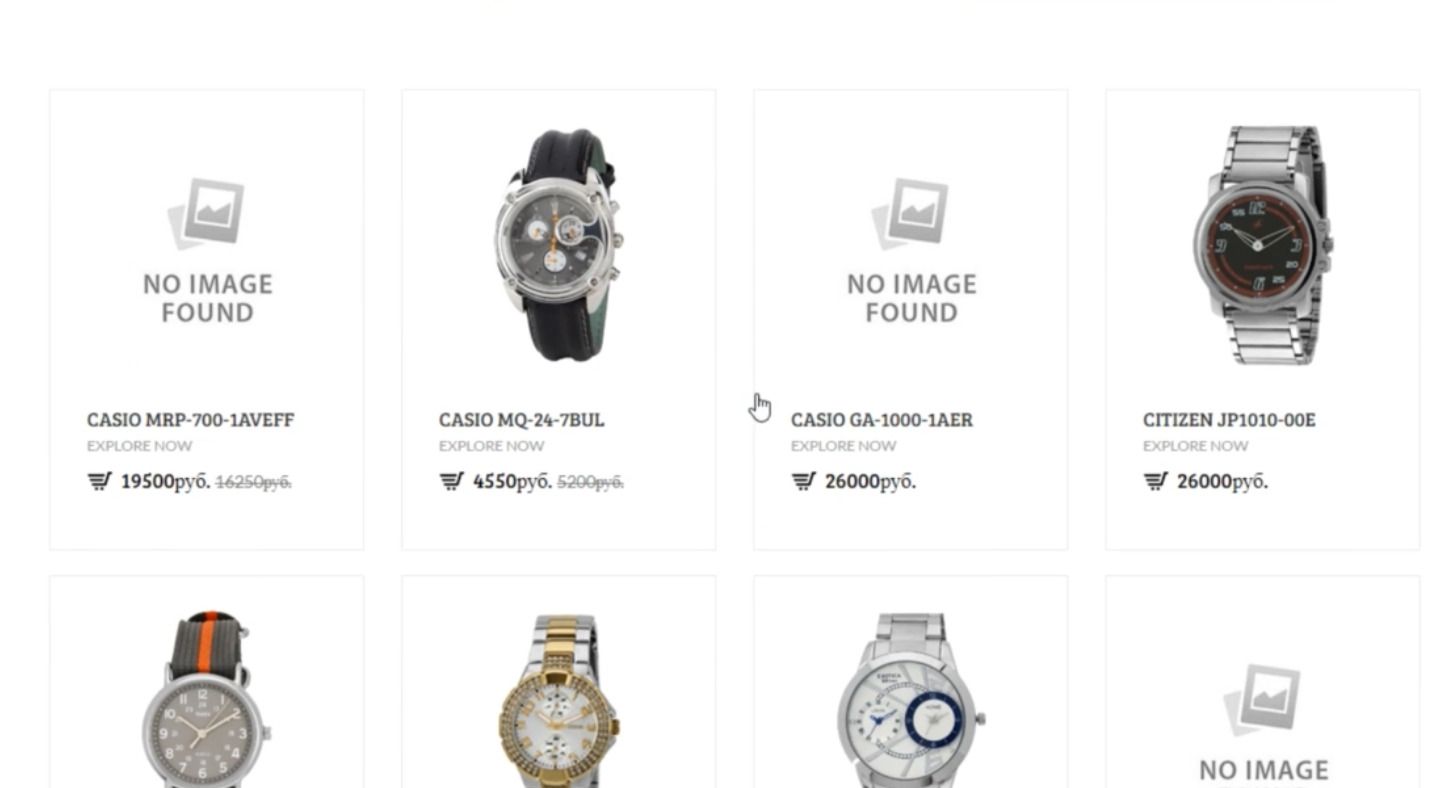 NO IMAGE
FOUND
NO IMAGE
FOUND
CASIO MRP-700-1AVEFF
EXPLORE NOW
19500руб. 16250руб.
CASIO MQ-24-7BUL
EXPLORE NOW
4550руб. 5200руб.
CASIO GA-1000-1AER
EXPLORE NOW
26000руб.
CITIZEN JP1010-00E
EXPLORE NOW
26000руб.
NO IMAGE